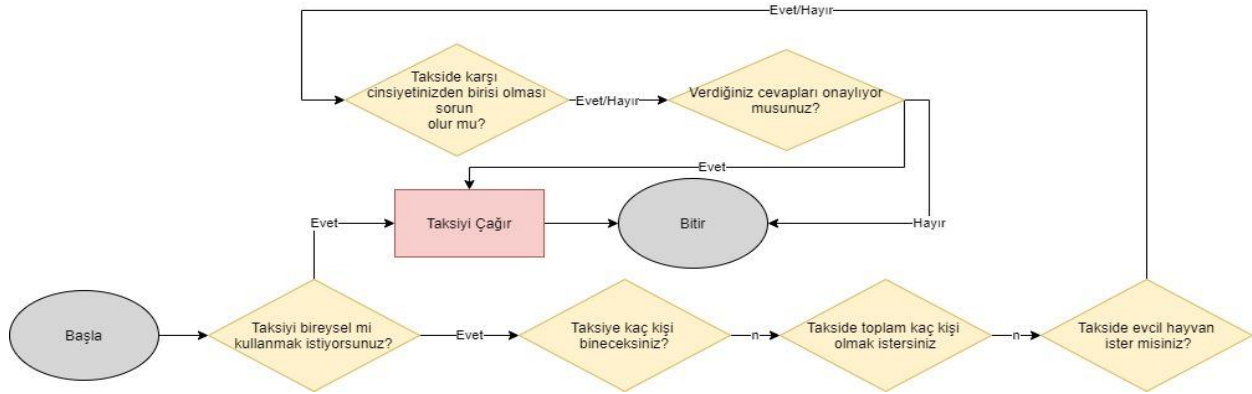 Evet/Hayır
Takside karşı
cinsiyetinizden birisi olması
sorun
olur mu?
Evet/Hayır
Verdiğiniz cevapları onaylıyor
musunuz?
Evet
Evet
Taksiyi Çağır
Bitir
Hayır
Başla
Taksiyi bireysel mi
kullanmak istiyorsunuz?
Evet
Taksiye kaç kişi
bineceksiniz?
n
Takside toplam kaç kişi
olmak istersiniz
n
Takside evcil hayvan
ister misiniz?